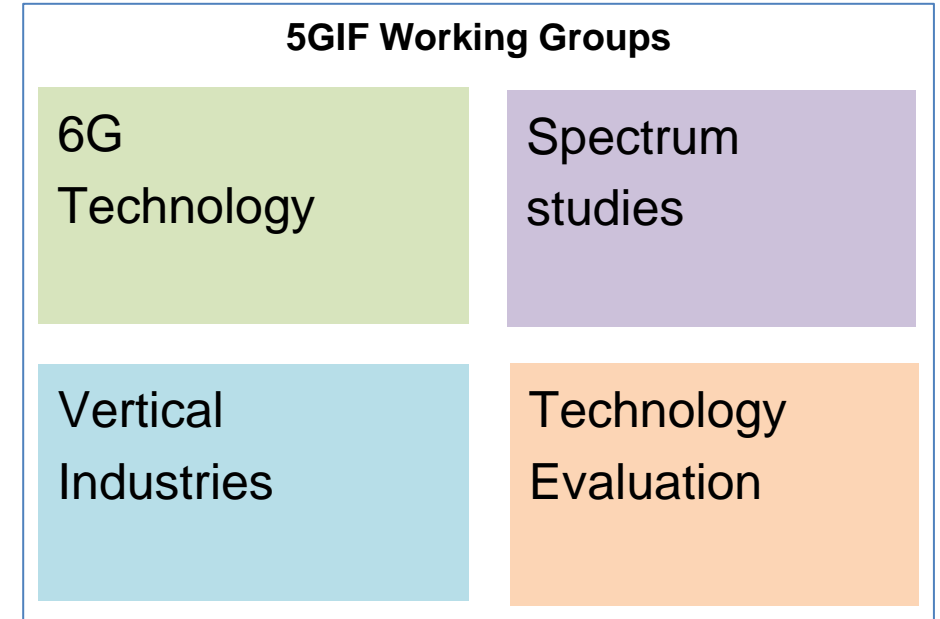 5GIF Working Groups
6G
Technology
Spectrum
studies
Vertical
Industries
Technology
Evaluation